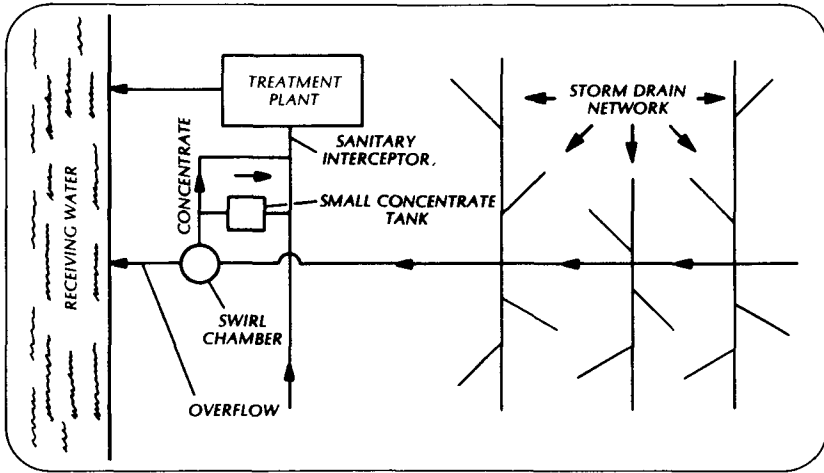 TREATMENT
PLANT
STORM DRAIN
NETWORK
SANITARY
INTERCEPTOR.
CONCENTRATE
SMALL CONCENTRATE
TANK
RECEIVING WATER
SWIRL
CHAMBER
OVERFLOW